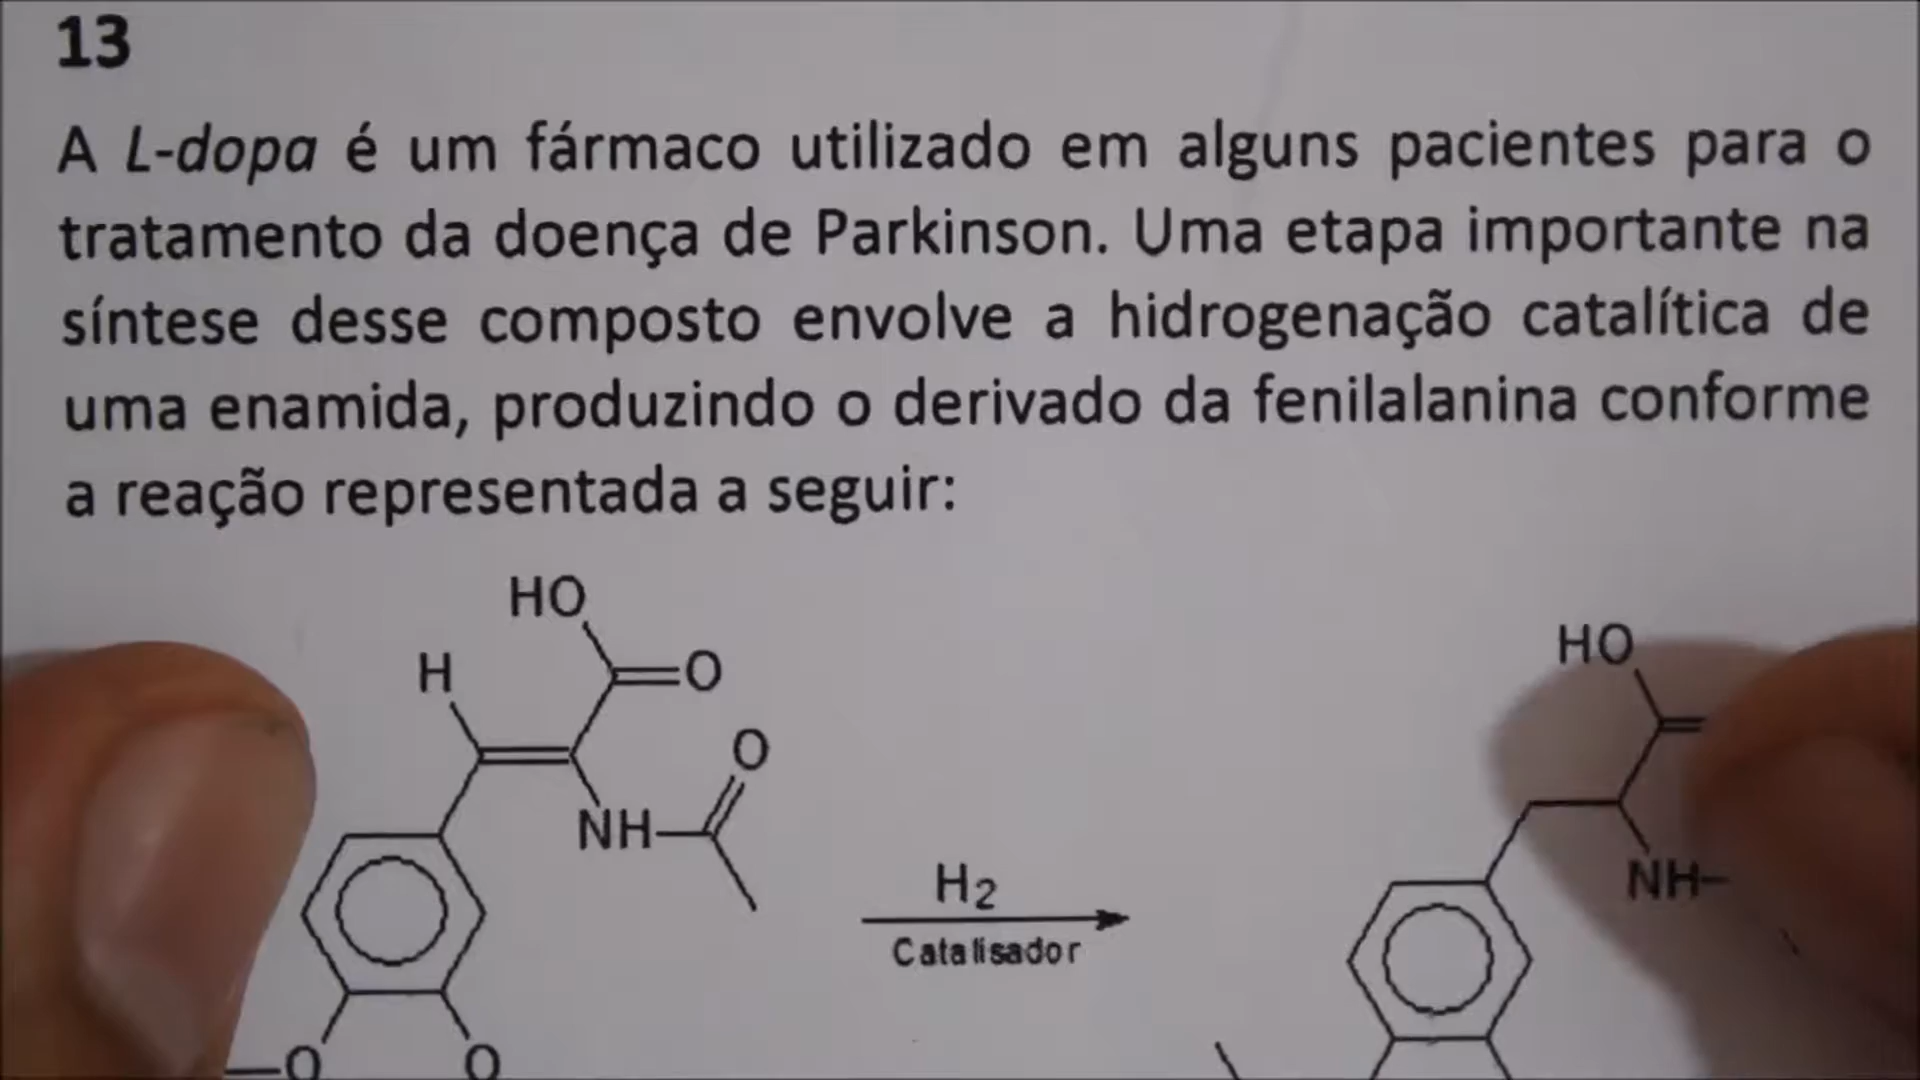 13
A L-dopa é um fármaco utilizado em alguns pacientes para o
tratamento da doença de Parkinson. Uma etapa importante na
síntese desse composto envolve a hidrogenação catalítica de
uma enamida, produzindo o derivado da fenilalanina conforme
a reação representada a seguir:
HO
H
O
O
NH
H2
Catalisador
O
O
HO
NH